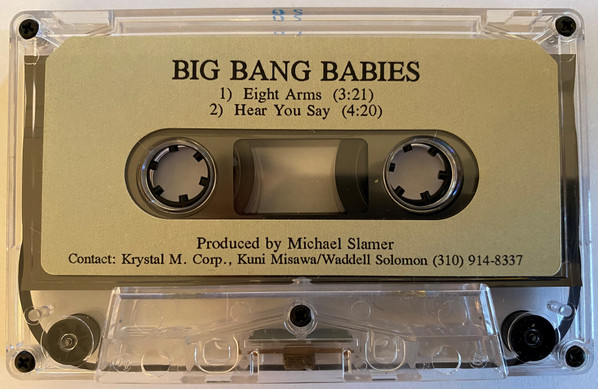 BIG BANG BABIES
1) Eight Arms (3:21)
2) Hear You Say (4:20)
Produced by Michael Slamer
Contact: Krystal M. Corp., Kuni Misawa/Waddell Solomon (310) 914-8337